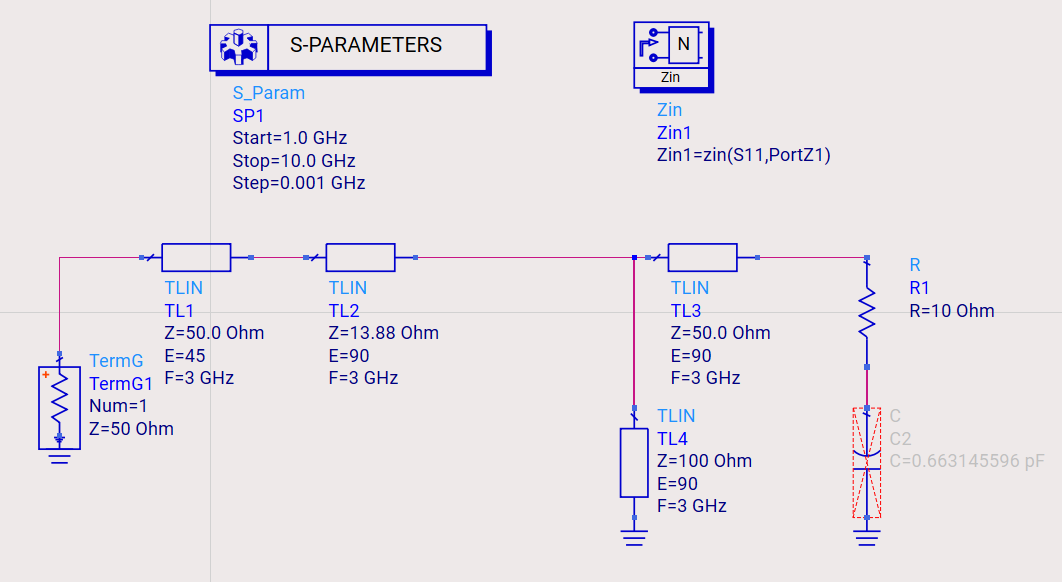 S-PARAMETERS
S_Param
SP1
Start=1.0 GHz
Stop=10.0 GHz
Step=0.001 GHz
N
Zin
Zin
Zin1
Zin1=zin(S11,PortZ1)
TLIN
TL1
Z=50.0 Ohm
E=45
F=3 GHz
TLIN
TL2
Z=13.88 Ohm
E=90
F=3 GHz
TLIN
TL3
Z=50.0 Ohm
E=90
F=3 GHz
R
R1
R=10 Ohm
+
TermG
TermG1
Num=1
Z=50 Ohm
TLIN
TL4
Z=100 Ohm
E=90
F=3 GHz
C
C2
C=0.663145596 pF